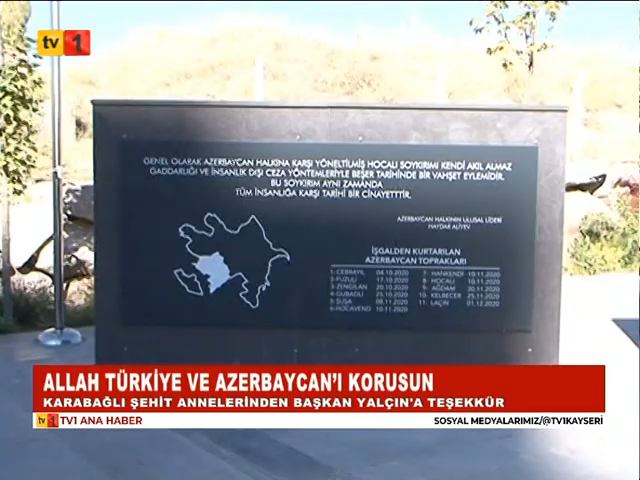 tv 1
GENEL OLARAK AZERBAYCAN HALKINA KARŞI YÖNELTİLMİŞ HOCALI SOYKIRIMI KENDİ AKIL ALMAZ
GADDARLIĞI VE İNSANLIK DIŞI CEZA YÖNTEMLERİYLE BEŞER TARİHİNDE BİR VAHŞET EYLEMİDİR.
BU SOYKIRIM AYNI ZAMANDA
TÜM İNSANLIĞA KARŞI TARİHİ BİR CİNAYETTTİR.
AZERBAYCAN HALKININ ULUSAL LİDERİ
HAYDAR ALİYEV
İŞGALDEN KURTARILAN
AZERBAYCAN TOPRAKLARI
1- CEBRAYIL 04.10.2020
2- FUZULİ 17.10.2020
3- ZENGİLAN 20.10.2020
4- GUBADLI 25.10.2020
5- ŞUŞA 08.11.2020
6- HOCAVEND 10.11.2020
7- HANKENDİ 10.11.2020
8- HOCALI 10.11.2020
9- AĞDAM 20.11.2020
10- KELBECER 25.11.2020
11- LAÇIN 01.12.2020
ALLAH TÜRKİYE VE AZERBAYCAN'I KORUSUN
KARABAĞLI ŞEHİT ANNELERİNDEN BAŞKAN YALÇIN'A TEŞEKKÜR
tv 1 TV1 ANA HABER
SOSYAL MEDYALARIMIZ/@TV1KAYSERİ